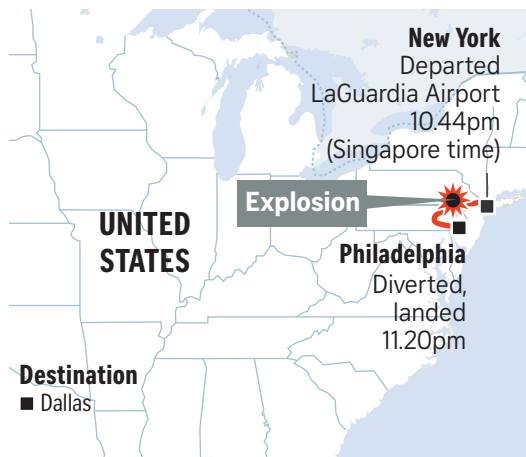 New York
Departed
LaGuardia Airport
10.44pm
(Singapore time)
Explosion
UNITED
STATES
Philadelphia
Diverted,
landed
11.20pm
Destination
Dallas